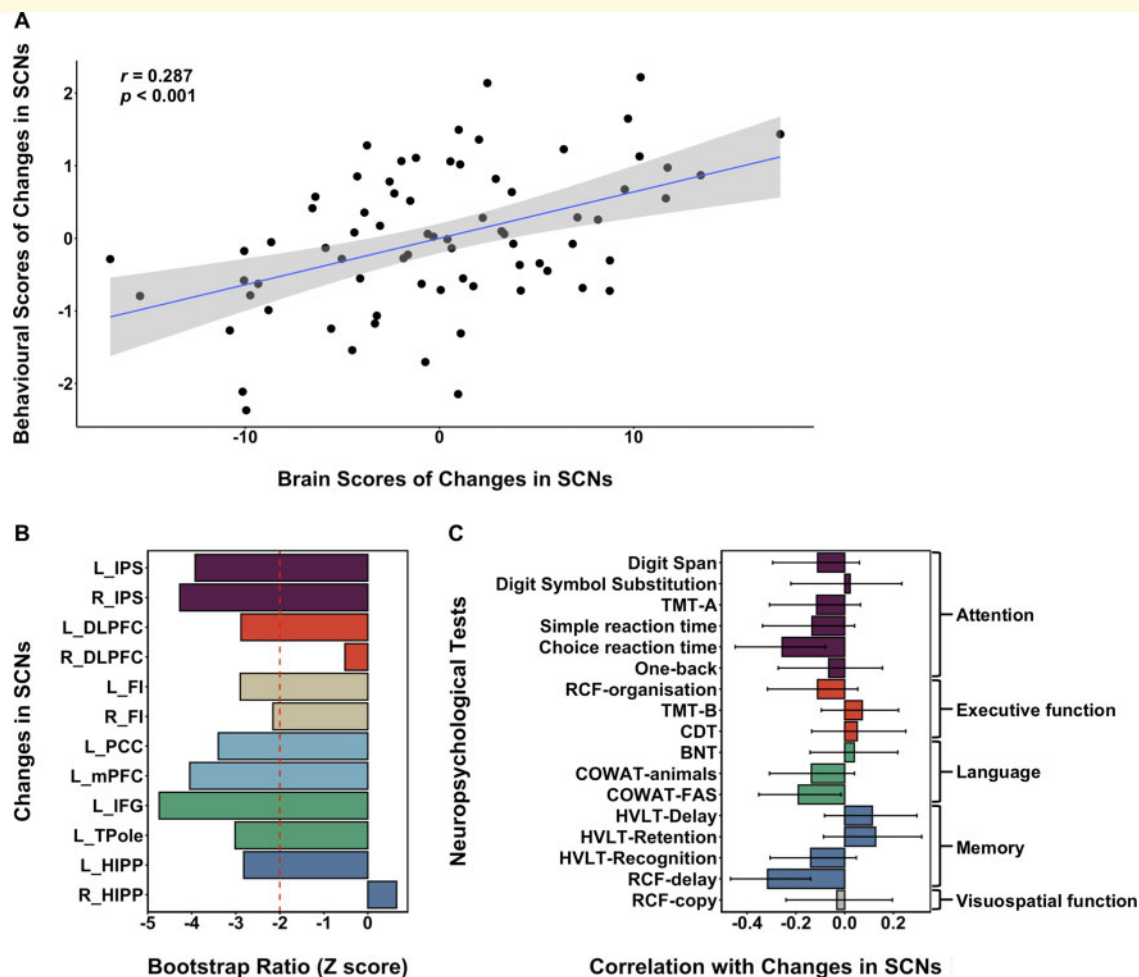 A
Behavioural Scores of Changes in SCNs
r = 0.287
p < 0.001
2
1
0
-1
-2
-10
0
10
Brain Scores of Changes in SCNs
B
Changes in SCNs
L_IPS
R_IPS
L_DLPFC
R_DLPFC
L_FI
R_FI
L_PCC
L_mPFC
L_IFG
L_TPole
L_HIPP
R_HIPP
-5 -4 -3 -2 -1 0
Bootstrap Ratio (Z score)
C
Neuropsychological Tests
Digit Span
Digit Symbol Substitution
TMT-A
Simple reaction time
Choice reaction time
One-back
RCF-organisation
TMT-B
CDT
BNT
COWAT-animals
COWAT-FAS
HVLT-Delay
HVLT-Retention
HVLT-Recognition
RCF-delay
RCF-copy
Attention
Executive function
Language
Memory
Visuospatial function
-0.4 -0.2 0.0 0.2
Correlation with Changes in SCNs